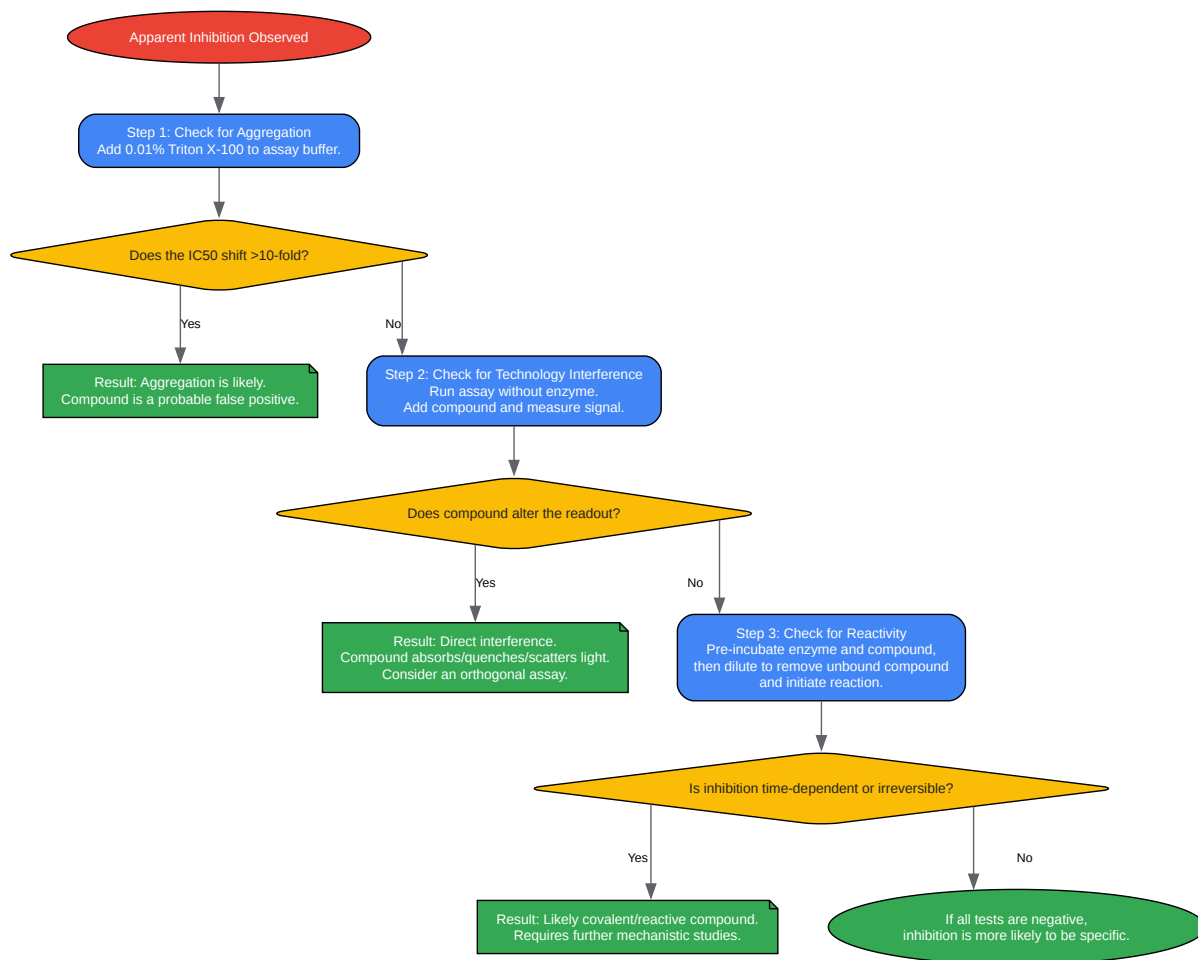 Apparent Inhibition Observed
Step 1: Check for Aggregation
Add 0.01% Triton X-100 to assay buffer.
Does the IC50 shift >10-fold?
Yes
No
Result: Aggregation is likely.
Compound is a probable false positive.
Step 2: Check for Technology Interference
Run assay without enzyme.
Add compound and measure signal.
Does compound alter the readout?
Yes
No
Result: Direct interference.
Compound absorbs/quenches/scatters light.
Consider an orthogonal assay.
Step 3: Check for Reactivity
Pre-incubate enzyme and compound,
then dilute to remove unbound compound
and initiate reaction.
Is inhibition time-dependent or irreversible?
Yes
No
Result: Likely covalent/reactive compound.
Requires further mechanistic studies.
If all tests are negative,
inhibition is more likely to be specific.